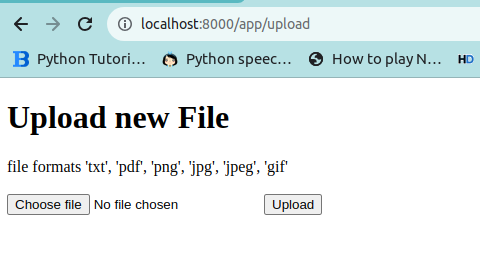 localhost:8000/app/upload
Python Tutori… Python speec… How to play N… HD
Upload new File
file formats 'txt', 'pdf', 'png', 'jpg', 'jpeg', 'gif'
Choose file No file chosen Upload